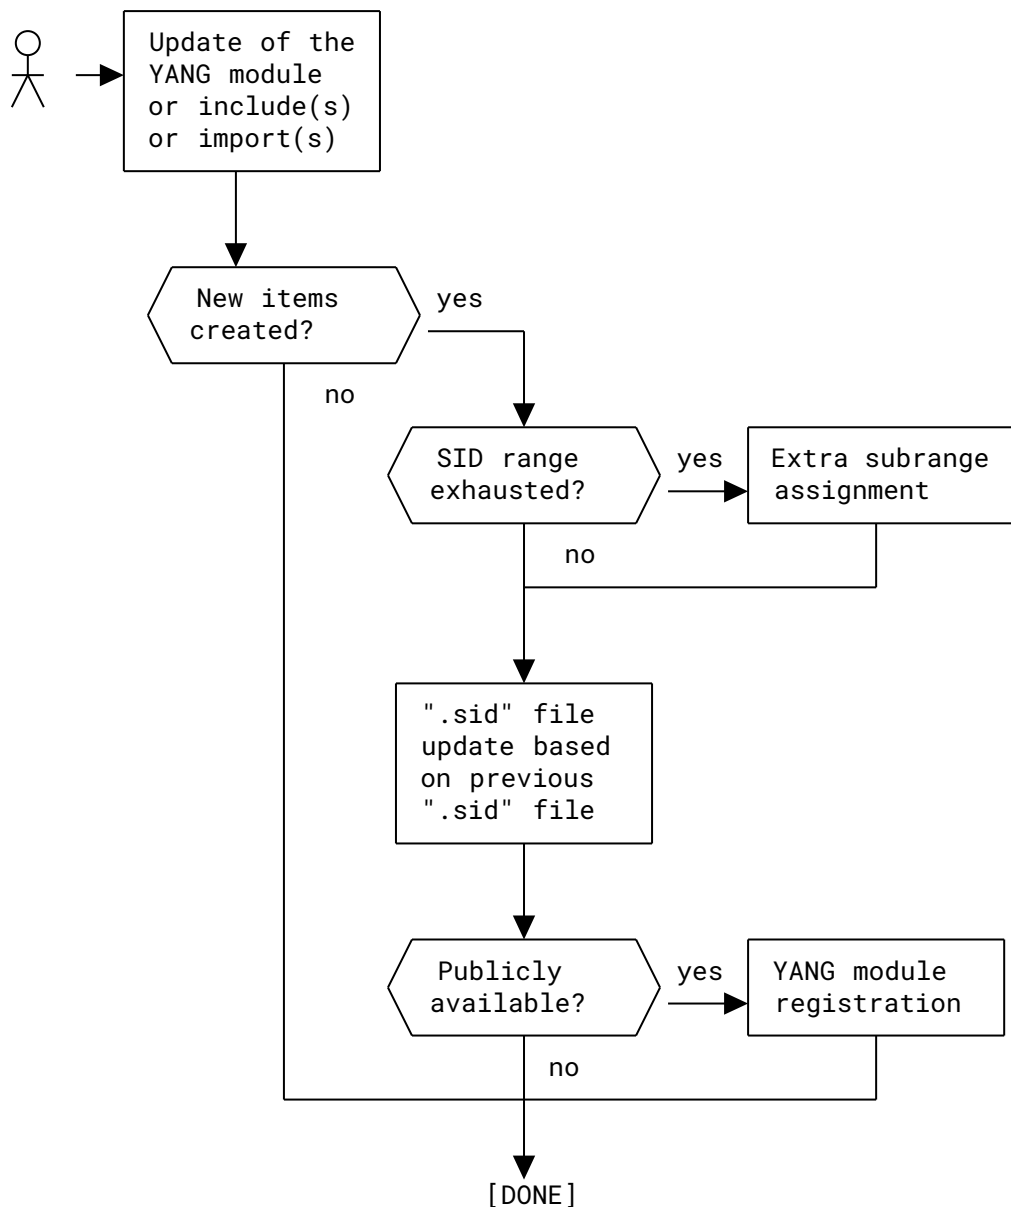 Update of the
YANG module
or include(s)
or import(s)
New items
created?
yes
no
SID range
exhausted?
yes
Extra subrange
assignment
no
".sid" file
update based
on previous
".sid" file
Publicly
available?
yes
YANG module
registration
no
[DONE]